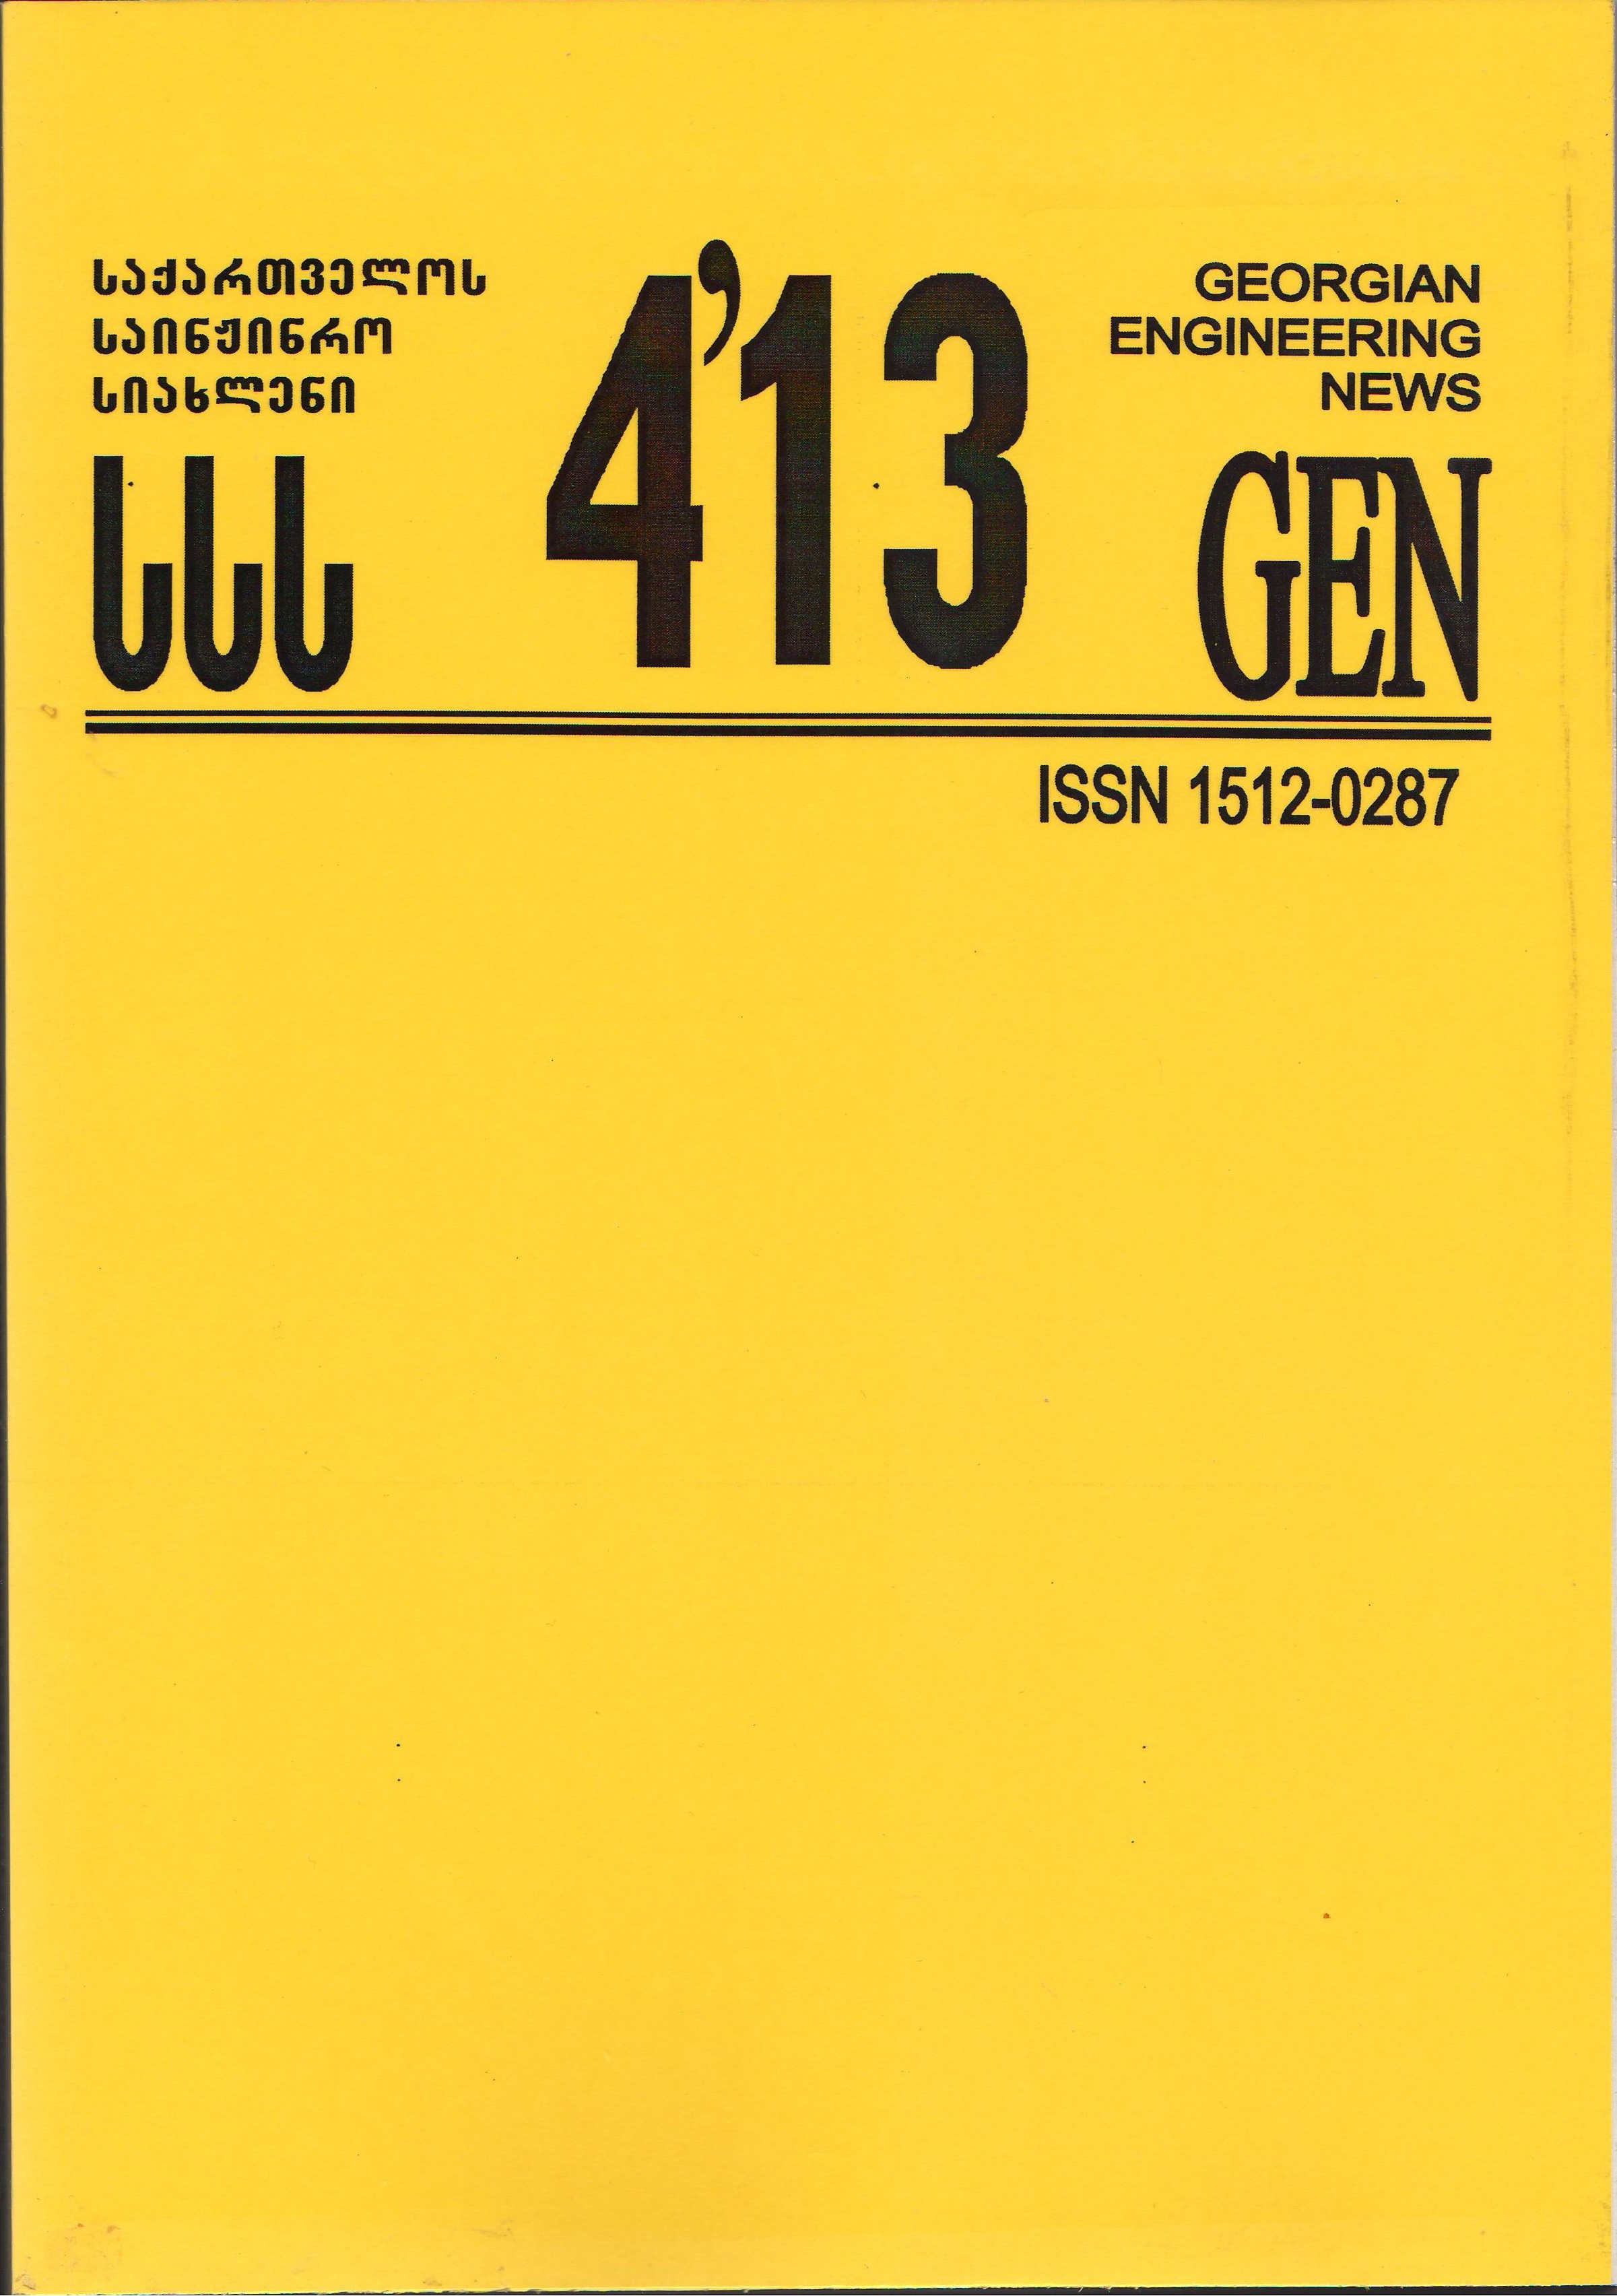 საქართველოს
საინჟინრო
სიახლენი
სსს
4'13
GEORGIAN
ENGINEERING
NEWS
GEN
ISSN 1512-0287